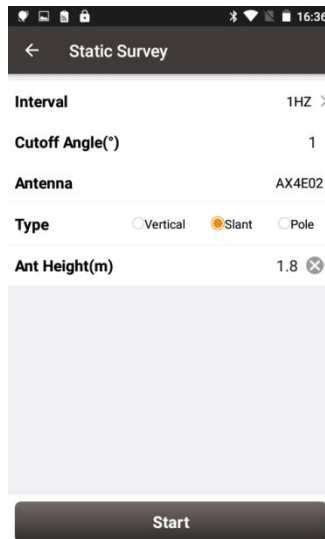 16:36
Static Survey
Interval 1HZ
Cutoff Angle(°) 1
Antenna AX4E02
Type Vertical Slant Pole
Ant Height(m) 1.8
Start